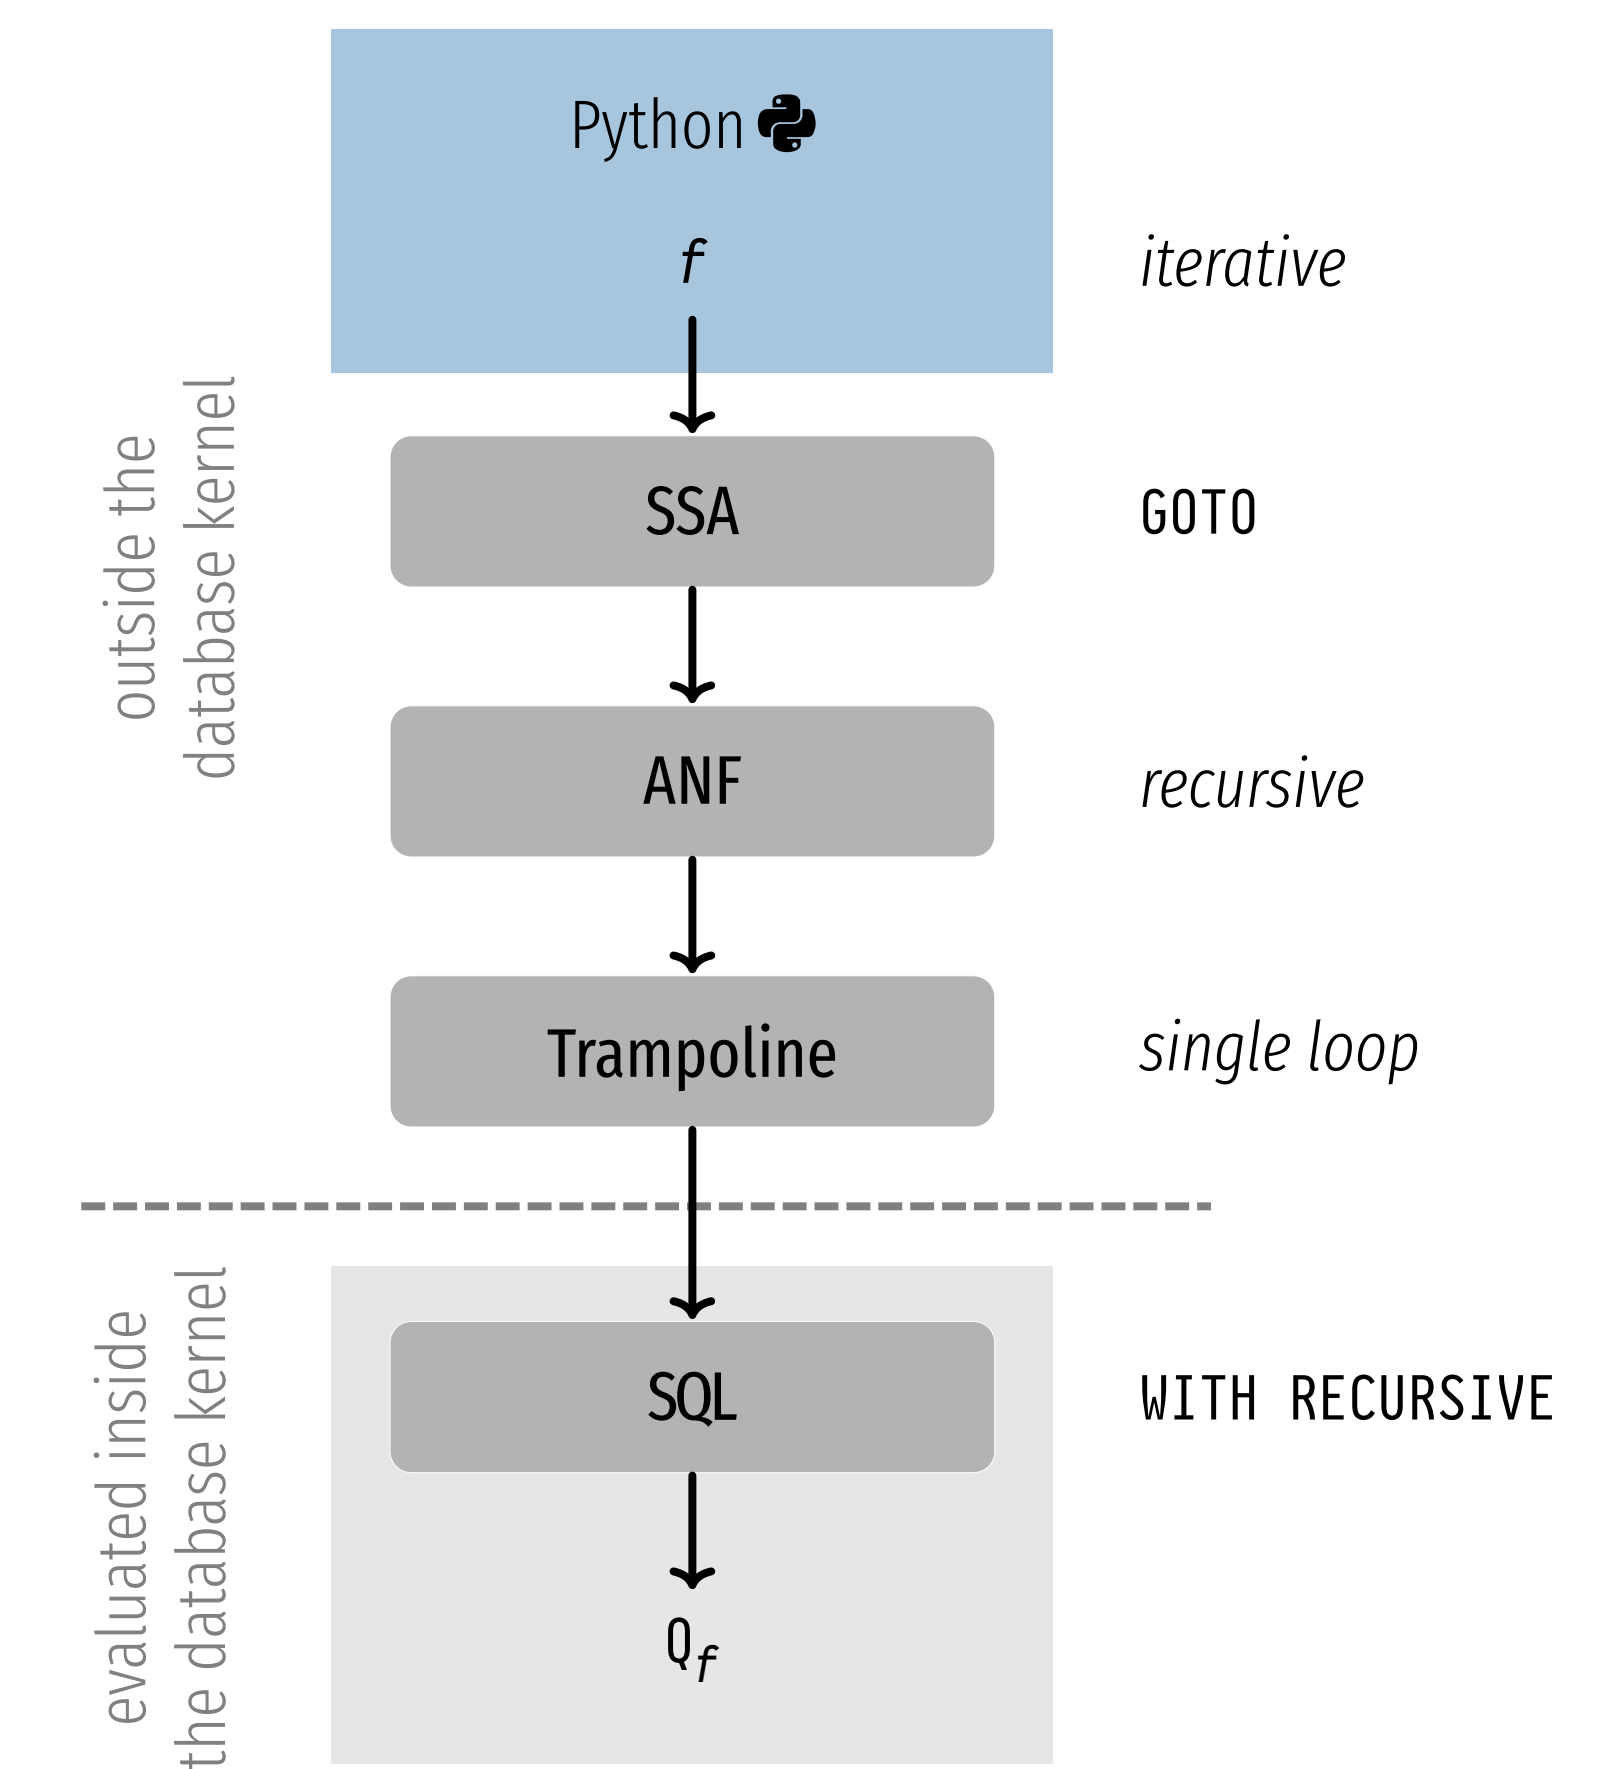 Python
f
iterative
outside the
database kernel
SSA
GOTO
ANF
recursive
Trampoline
single loop
evaluated inside
the database kernel
SQL
WITH RECURSIVE
Qf